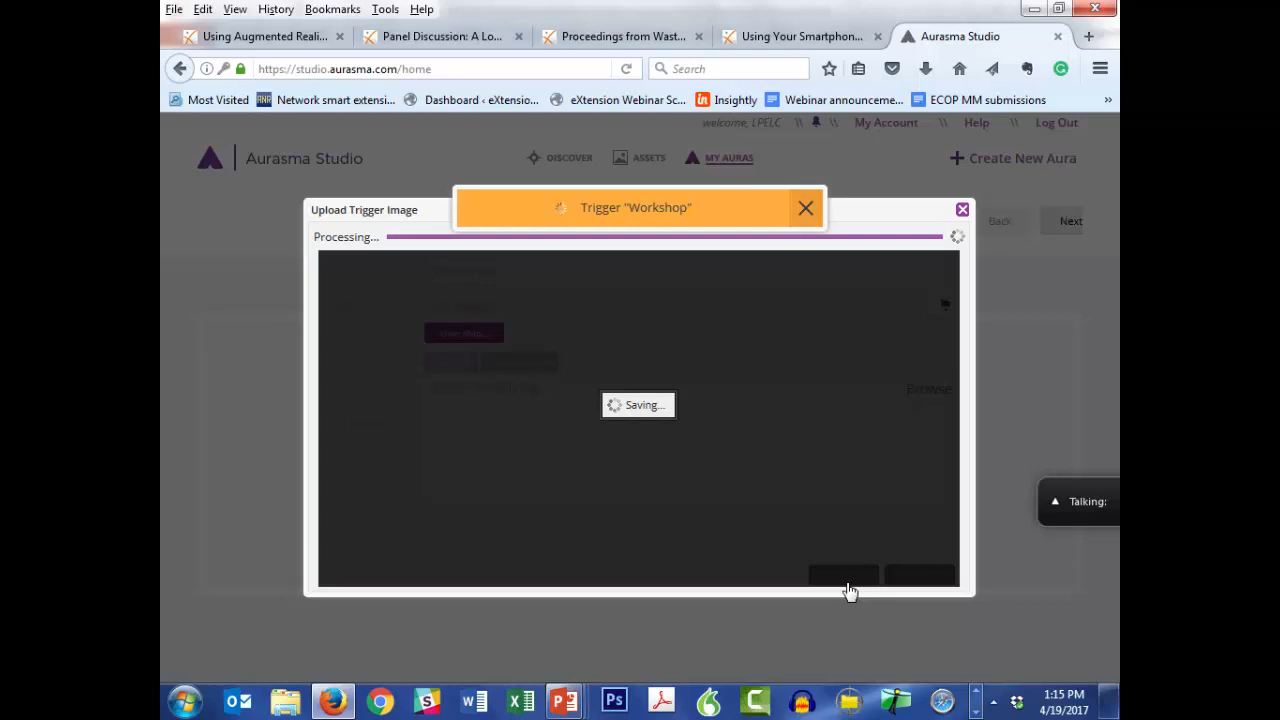 File Edit View History Bookmarks Tools Help
Using Augmented Reali...
Panel Discussion: A Lo...
Proceedings from Wast...
Using Your Smartphon...
Aurasma Studio
https://studio.aurasma.com/home
Search
Most Visited
ANR Network smart extensi...
Dashboard ‹ eXtensio...
eXtension Webinar Sc...
in Insightly
Webinar announceme...
ECOP MM submissions
»
welcome, LPELC \\ \\ My Account \\ Help \\ Log Out
Aurasma Studio
DISCOVER
ASSETS
MY AURAS
Create New Aura
Trigger "Workshop"
Upload Trigger Image
Back
Next
Processing...
Browse
Saving...
Talking:
1:15 PM
4/19/2017